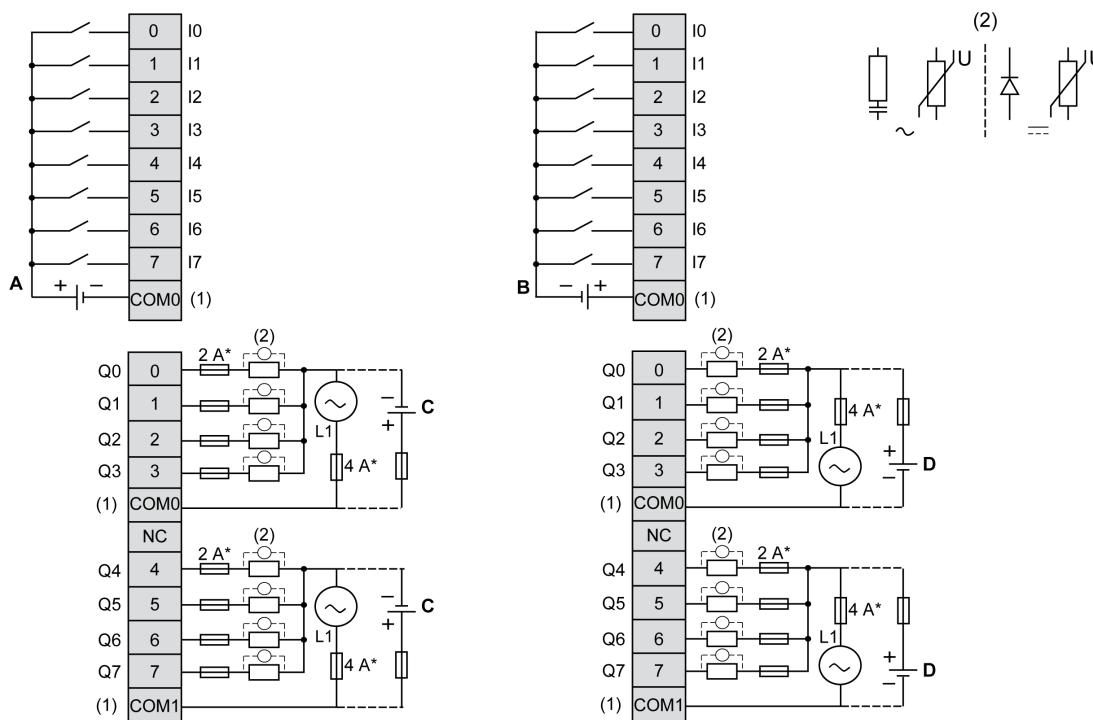 0 I0
1 I1
2 I2
3 I3
4 I4
5 I5
6 I6
7 I7
A + −
COM0 (1)
0 I0
1 I1
2 I2
3 I3
4 I4
5 I5
6 I6
7 I7
B − +
COM0 (1)
(2)
U U
(2)
2 A*
Q0 0
Q1 1
Q2 2
Q3 3
(1) COM0
L1
4 A*
−
+
C
NC
(2)
2 A*
Q4 4
Q5 5
Q6 6
Q7 7
(1) COM1
L1
4 A*
−
+
C
(2)
2 A*
Q0 0
Q1 1
Q2 2
Q3 3
(1) COM0
4 A*
L1
+
−
D
NC
(2)
2 A*
Q4 4
Q5 5
Q6 6
Q7 7
(1) COM1
4 A*
L1
+
−
D